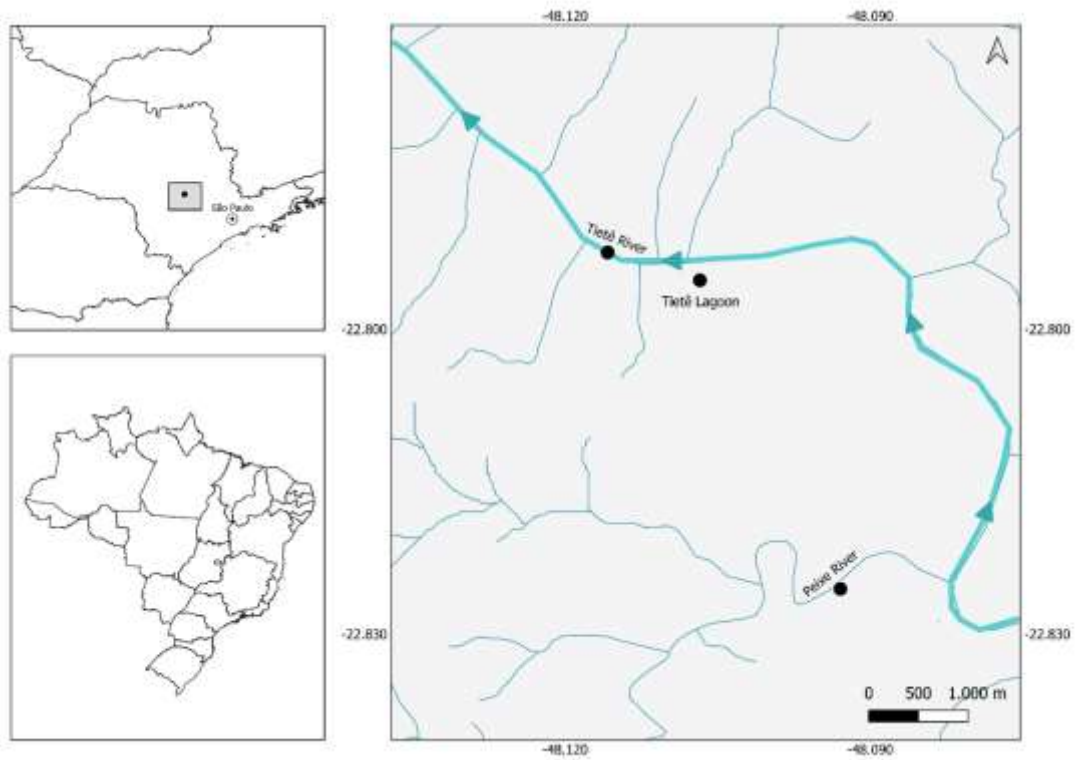 -48.120 -48.090
São Paulo
Tietê River
Tietê Lagoon
-22.800 -22.800
Peixe River
-22.830 -22.830
0 500 1.000 m
-48.120 -48.090